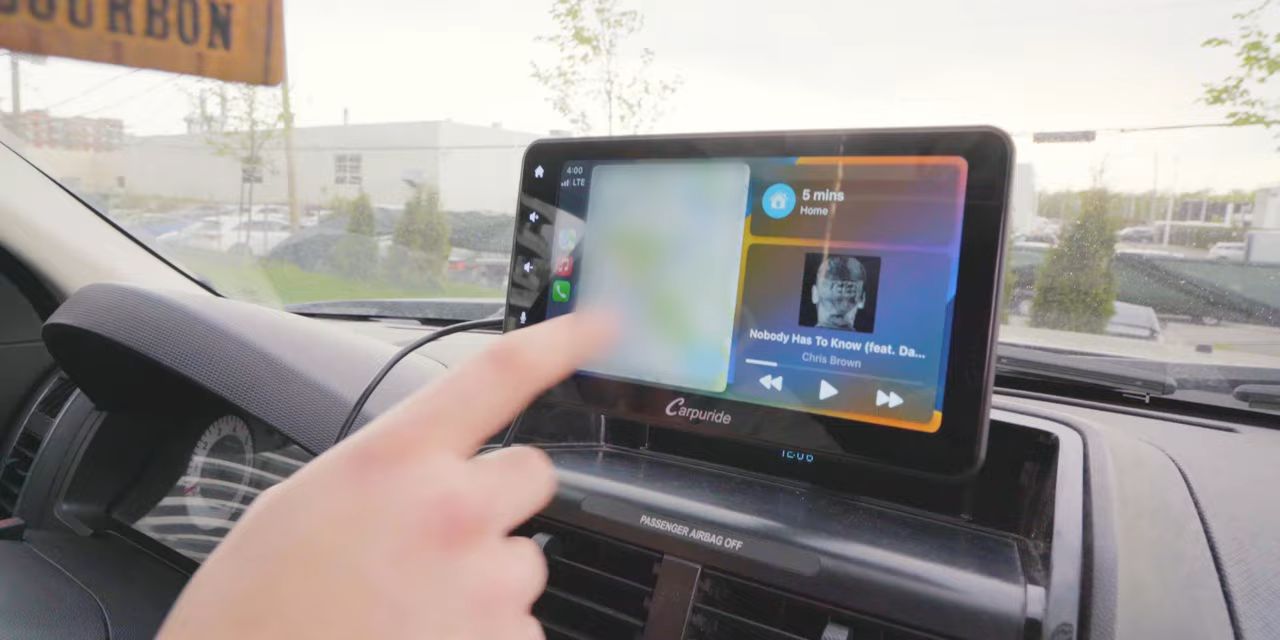 BOURBON
4:00
LTE
5 mins
Home
Nobody Has To Know (feat. Da...
Chris Brown
Carpuride
PASSENGER AIRBAG OFF